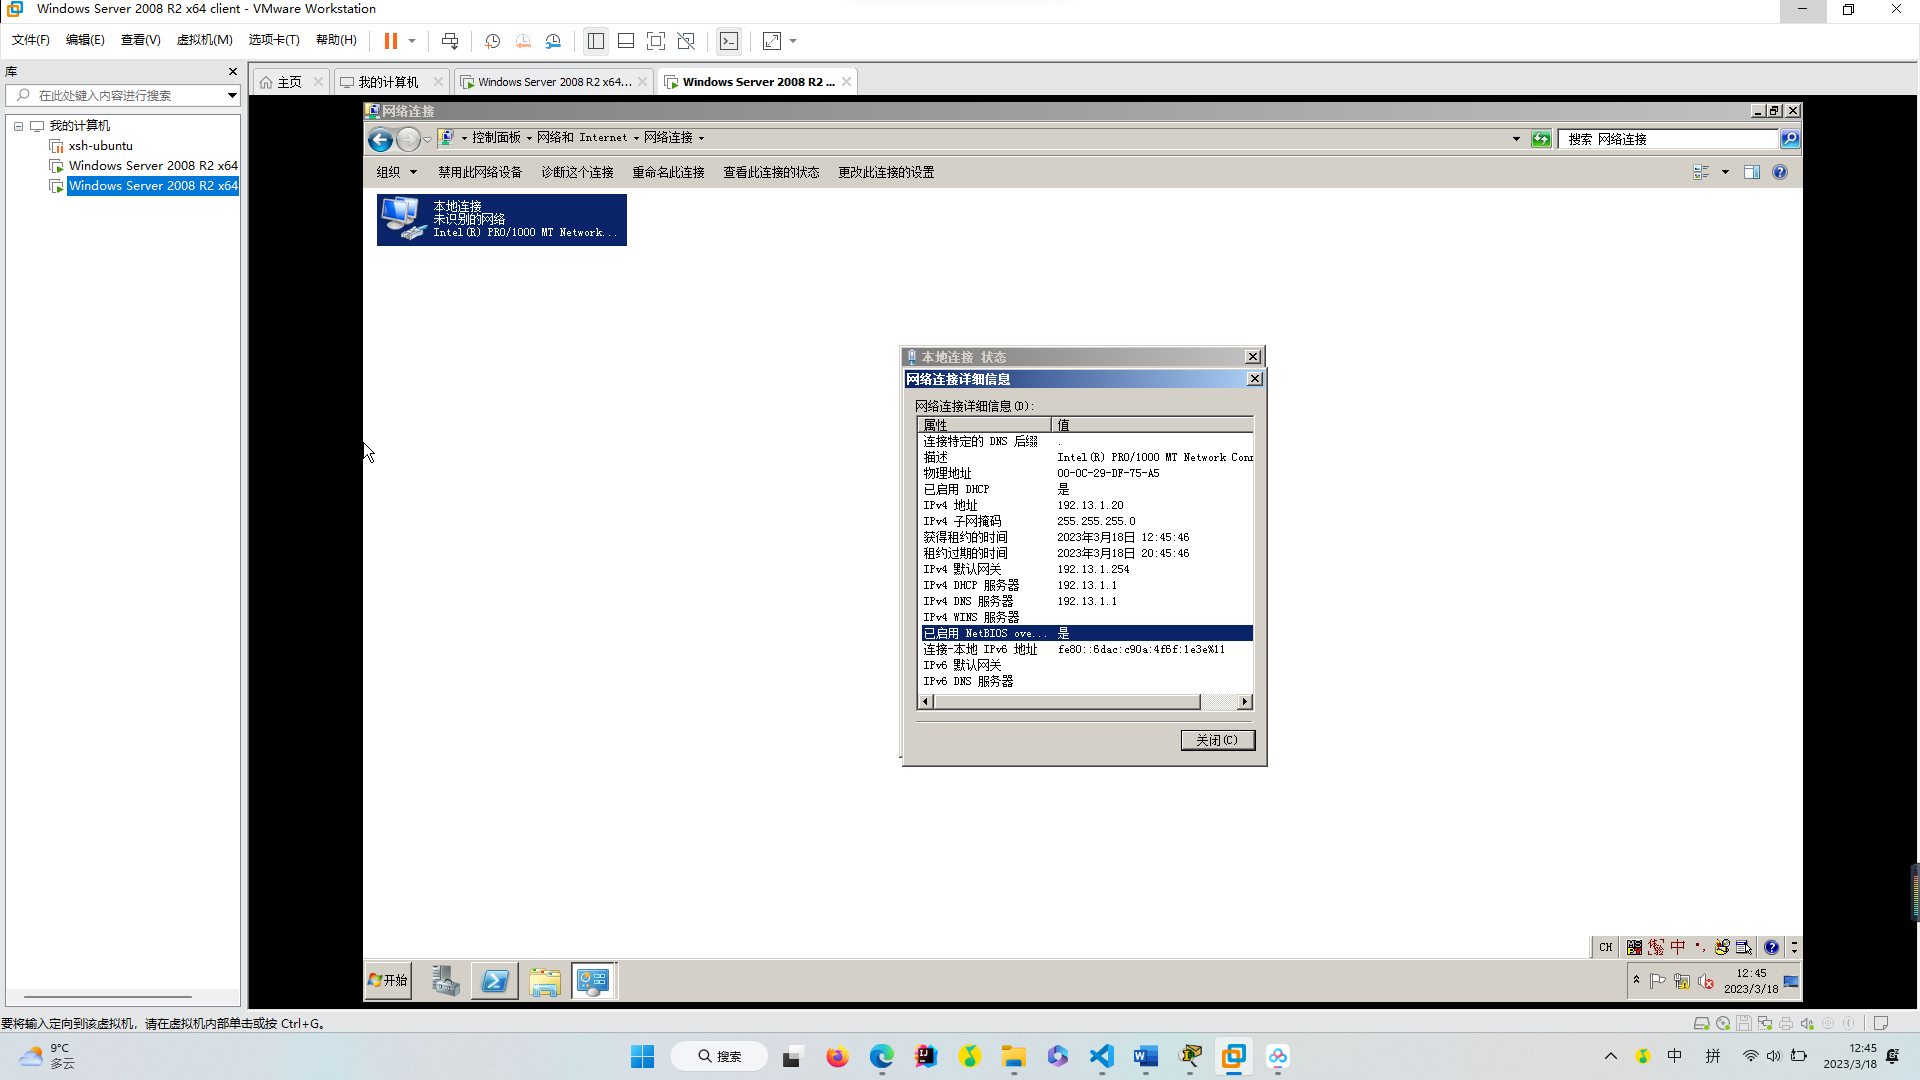 Windows Server 2008 R2 x64 client - VMware Workstation
文件(F) 编辑(E) 查看(V) 虚拟机(M) 选项卡(T) 帮助(H)
库
在此处键入内容进行搜索
我的计算机
xsh-ubuntu
Windows Server 2008 R2 x64
Windows Server 2008 R2 x64
主页 我的计算机 Windows Server 2008 R2 x64... Windows Server 2008 R2 ...
网络连接
控制面板 网络和 Internet 网络连接
搜索 网络连接
组织 禁用此网络设备 诊断这个连接 重命名此连接 查看此连接的状态 更改此连接的设置
本地连接
未识别的网络
Intel(R) PRO/1000 MT Network...
本地连接 状态
网络连接详细信息
网络连接详细信息(D):
属性 值
连接特定的 DNS 后缀 .
描述 Intel(R) PRO/1000 MT Network Conn
物理地址 00-0C-29-DF-75-A5
已启用 DHCP 是
IPv4 地址 192.13.1.20
IPv4 子网掩码 255.255.255.0
获得租约的时间 2023年3月18日 12:45:46
租约过期的时间 2023年3月18日 20:45:46
IPv4 默认网关 192.13.1.254
IPv4 DHCP 服务器 192.13.1.1
IPv4 DNS 服务器 192.13.1.1
IPv4 WINS 服务器
已启用 NetBIOS ove... 是
连接-本地 IPv6 地址 fe80::6dac:c90a:4f6f:1e3e%11
IPv6 默认网关
IPv6 DNS 服务器
关闭(C)
CH 中
开始
12:45
2023/3/18
要将输入定向到该虚拟机，请在虚拟机内部单击或按 Ctrl+G。
9°C
多云
搜索
中 拼
12:45
2023/3/18